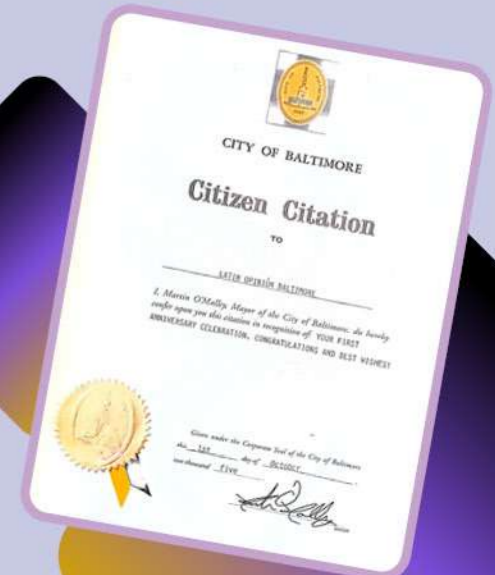 CITY OF BALTIMORE
Citizen Citation
TO
LATIN OPINIÓN BALTIMORE
I, Martin O'Malley, Mayor of the City of Baltimore, do hereby
confer upon you this citation in recognition of YOUR FIRST
ANNIVERSARY CELEBRATION, CONGRATULATIONS AND BEST WISHES!
Given under the Corporate Seal of the City of Baltimore
this 1st day of October,
two thousand five